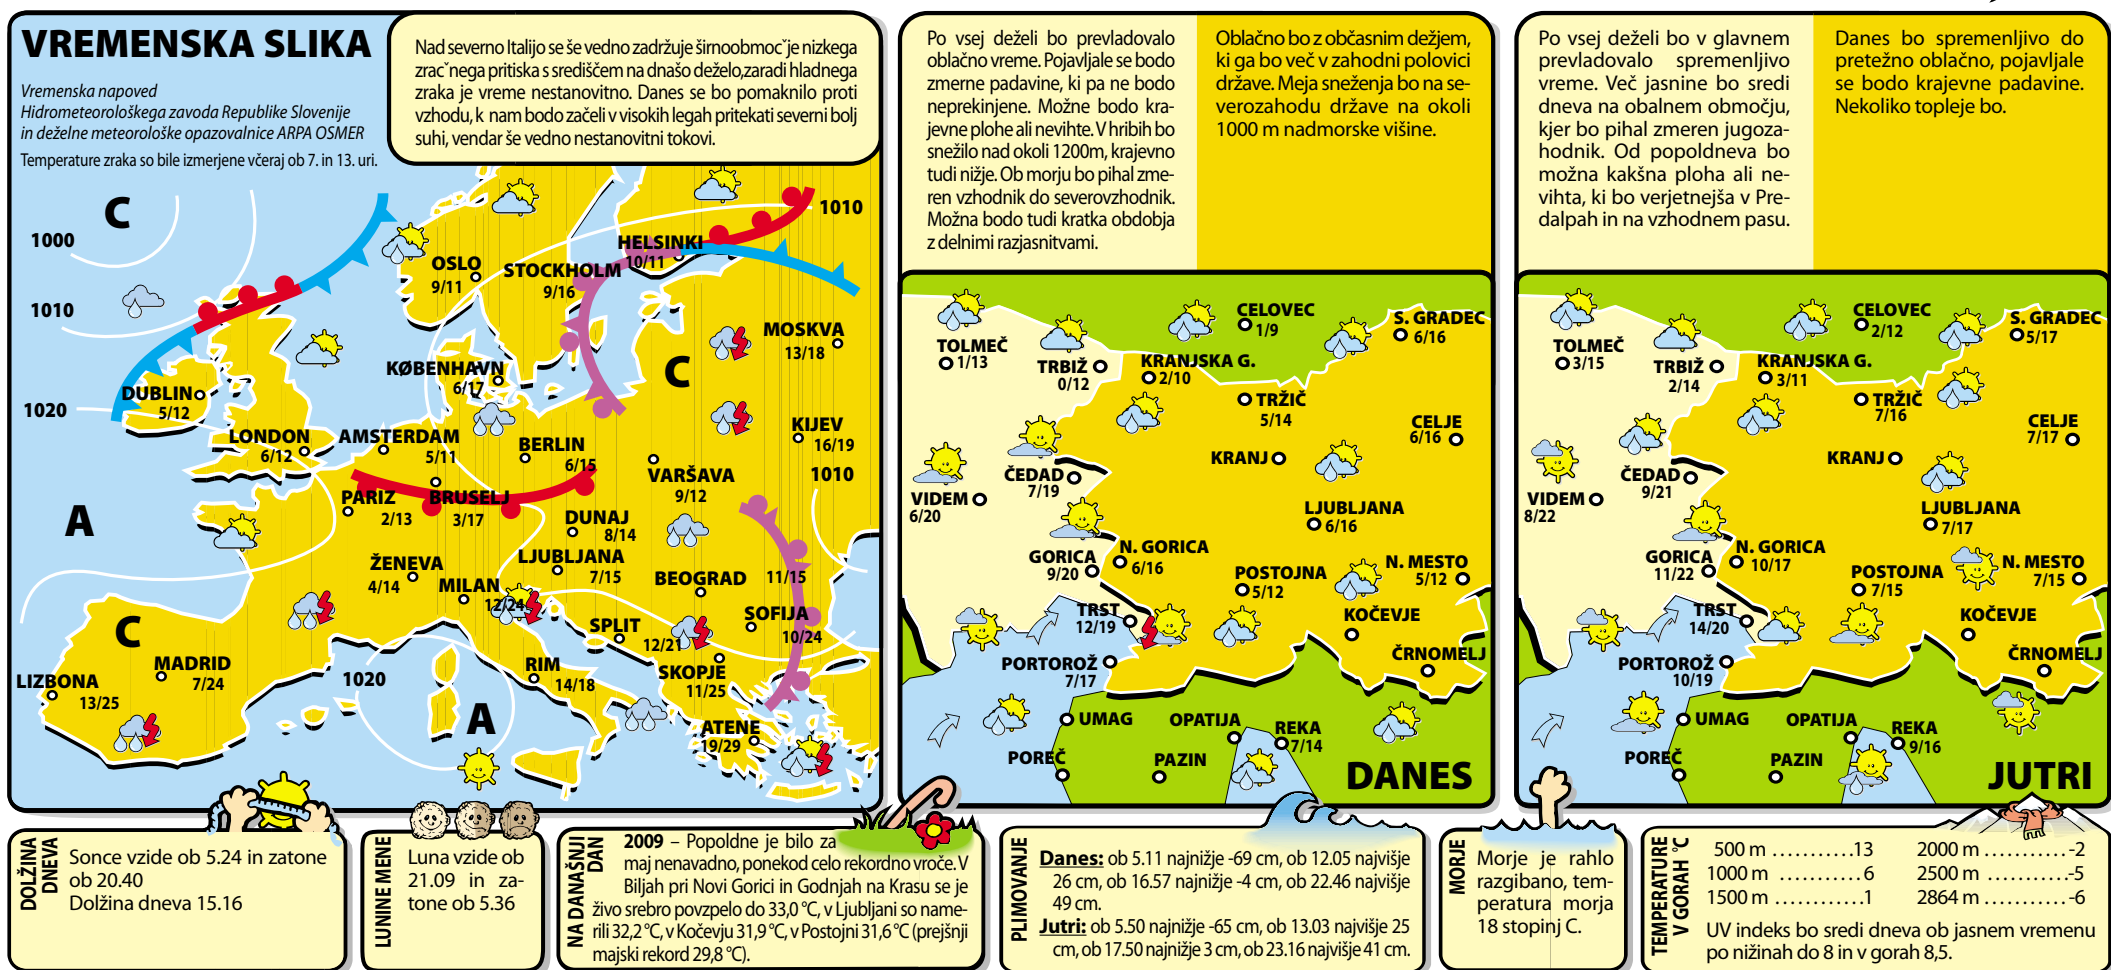 VREMENSKA SLIKA
Vremenska napoved
Hidrometeorološkega zavoda Republike Slovenije
in deželne meteorološke opazovalnice ARPA OSMER
Temperature zraka so bile izmerjene včeraj ob 7. in 13. uri.
Nad severno Italijo se še vedno zadržuje širnoobmocˇje nizkega
zracˇnega pritiska s središčem na dnašo deželo,zaradi hladnega
zraka je vreme nestanovitno. Danes se bo pomaknilo proti
vzhodu, k nam bodo začeli v visokih legah pritekati severni bolj
suhi, vendar še vedno nestanovitni tokovi.
C
1000
1010
1020
1010
HELSINKI
10/11
OSLO
9/11
STOCKHOLM
9/16
MOSKVA
13/18
C
KØBENHAVN
6/17
DUBLIN
5/12
LONDON
6/12
AMSTERDAM
5/11
BERLIN
6/15
KIJEV
16/19
VARŠAVA
9/12
1010
PARIZ
2/13
BRUSELJ
3/17
A
DUNAJ
8/14
ŽENEVA
4/14
LJUBLJANA
7/15
MILAN
12/24
BEOGRAD
11/15
SOFIJA
10/24
SPLIT
12/21
C
MADRID
7/24
LIZBONA
13/25
1020
RIM
14/18
SKOPJE
11/25
A
ATENE
19/29
Po vsej deželi bo prevladovalo
oblačno vreme. Pojavljale se bodo
zmerne padavine, ki pa ne bodo
neprekinjene. Možne bodo kra-
jevne plohe ali nevihte. V hribih bo
snežilo nad okoli 1200m, krajevno
tudi nižje. Ob morju bo pihal zme-
ren vzhodnik do severovzhodnik.
Možna bodo tudi kratka obdobja
z delnimi razjasnitvami.
Oblačno bo z občasnim dežjem,
ki ga bo več v zahodni polovici
države. Meja sneženja bo na se-
verozahodu države na okoli
1000 m nadmorske višine.
CELOVEC
1/9
S. GRADEC
6/16
TOLMEČ
1/13
TRBIŽ
0/12
KRANJSKA G.
2/10
TRŽIČ
5/14
CELJE
6/16
KRANJ
ČEDAD
7/19
VIDEM
6/20
LJUBLJANA
6/16
GORICA
9/20
N. GORICA
6/16
POSTOJNA
5/12
N. MESTO
5/12
TRST
12/19
KOČEVJE
PORTOROŽ
7/17
ČRNOMELJ
UMAG
OPATIJA
REKA
7/14
POREČ
PAZIN
DANES
Po vsej deželi bo v glavnem
prevladovalo spremenljivo
vreme. Več jasnine bo sredi
dneva na obalnem območju,
kjer bo pihal zmeren jugoza-
hodnik. Od popoldneva bo
možna kakšna ploha ali ne-
vihta, ki bo verjetnejša v Pre-
dalpah in na vzhodnem pasu.
Danes bo spremenljivo do
pretežno oblačno, pojavljale
se bodo krajevne padavine.
Nekoliko topleje bo.
CELOVEC
2/12
S. GRADEC
5/17
TOLMEČ
3/15
TRBIŽ
2/14
KRANJSKA G.
3/11
TRŽIČ
7/16
CELJE
7/17
KRANJ
ČEDAD
9/21
VIDEM
8/22
LJUBLJANA
7/17
GORICA
11/22
N. GORICA
10/17
POSTOJNA
7/15
N. MESTO
7/15
TRST
14/20
KOČEVJE
PORTOROŽ
10/19
ČRNOMELJ
UMAG
OPATIJA
REKA
9/16
POREČ
PAZIN
JUTRI
DOLŽINA
DNEVA
Sonce vzide ob 5.24 in zatone
ob 20.40
Dolžina dneva 15.16
LUNINE MENE
Luna vzide ob
21.09 in za-
tone ob 5.36
NA DANAŠNJI
DAN
2009 – Popoldne je bilo za
maj nenavadno, ponekod celo rekordno vroče. V
Biljah pri Novi Gorici in Godnjah na Krasu se je
živo srebro povzpelo do 33,0 °C, v Ljubljani so name-
rili 32,2 °C, v Kočevju 31,9 °C, v Postojni 31,6 °C (prejšnji
majski rekord 29,8 °C).
PLIMOVANJE
Danes: ob 5.11 najnižje -69 cm, ob 12.05 najvišje
26 cm, ob 16.57 najnižje -4 cm, ob 22.46 najvišje
49 cm.
Jutri: ob 5.50 najnižje -65 cm, ob 13.03 najvišje 25
cm, ob 17.50 najnižje 3 cm, ob 23.16 najvišje 41 cm.
MORJE
Morje je rahlo
razgibano, tem-
peratura morja
18 stopinj C.
TEMPERATURE
V GORAH °C
500 m ...........13
1000 m ...........6
1500 m ...........1
2000 m ...........-2
2500 m ...........-5
2864 m ...........-6
UV indeks bo sredi dneva ob jasnem vremenu
po nižinah do 8 in v gorah 8,5.